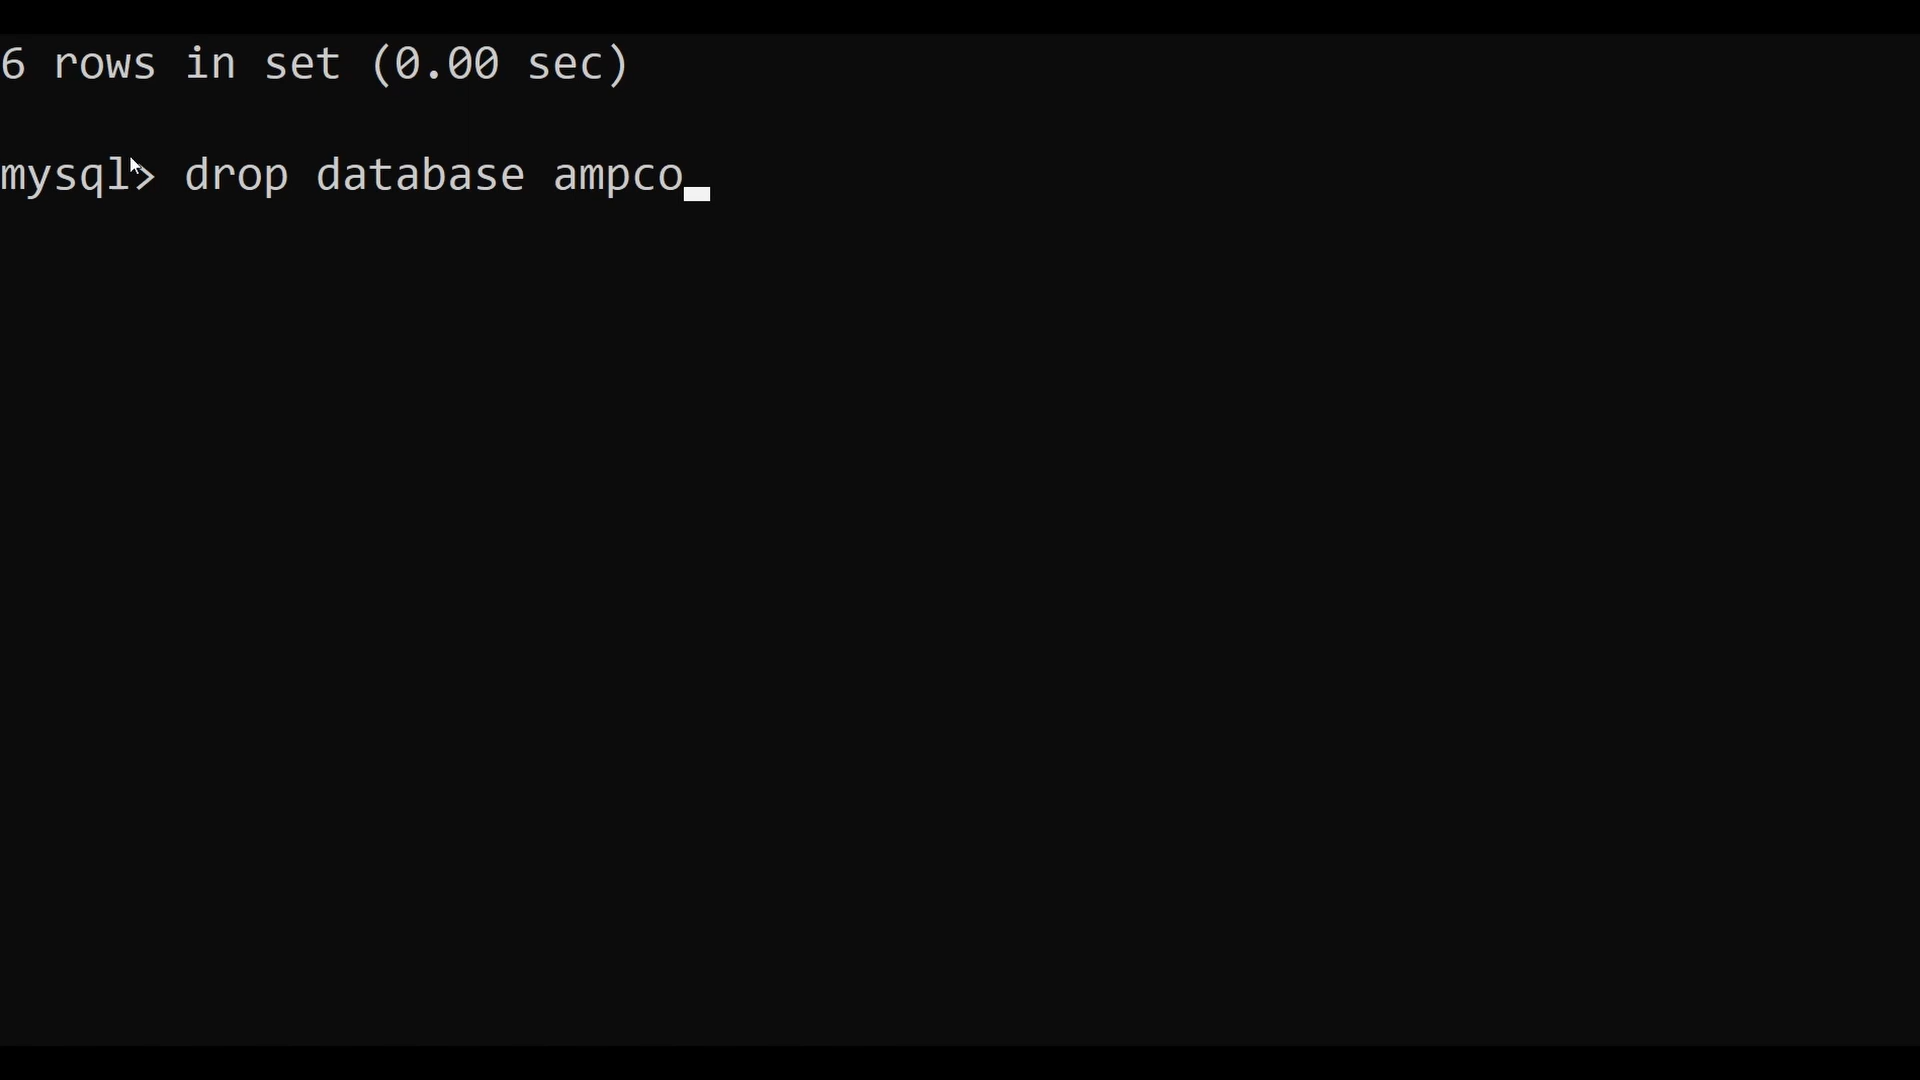 6 rows in set (0.00 sec)
mysql> drop database ampco